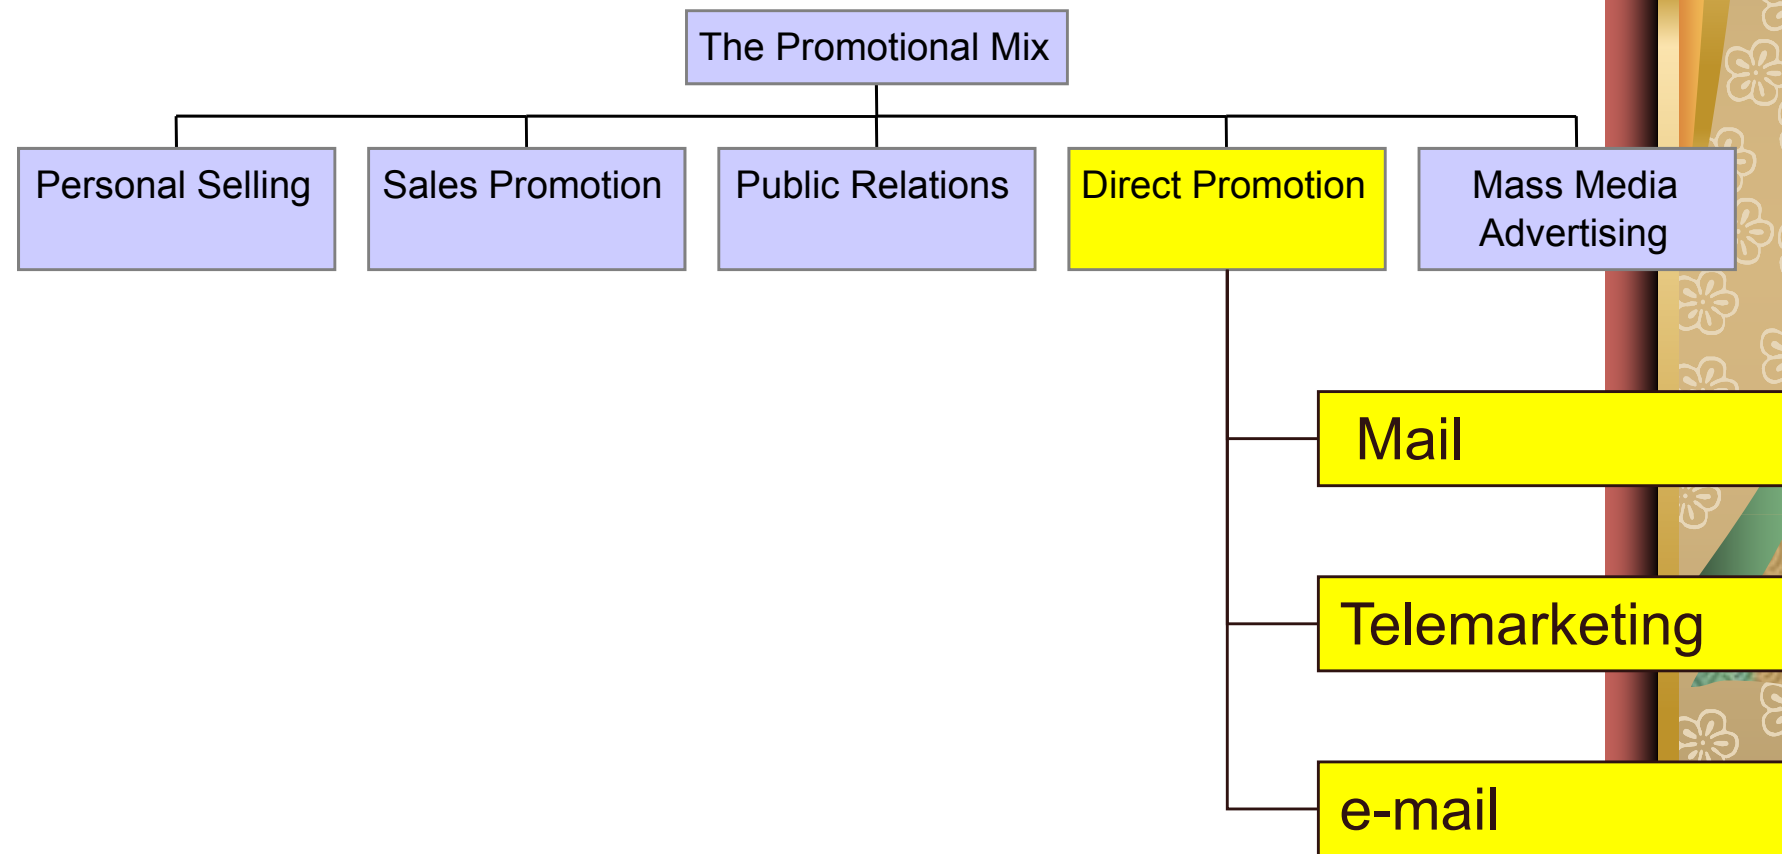 The Promotional Mix
Personal Selling
Sales Promotion
Public Relations
Direct Promotion
Mass Media
Advertising
Mail
Telemarketing
e-mail